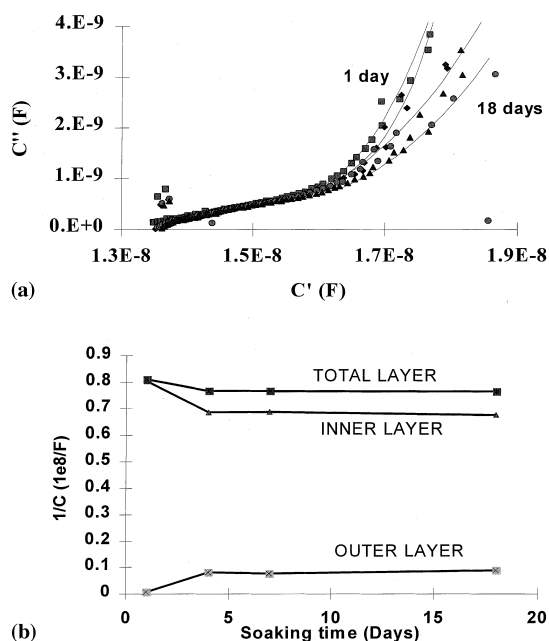 4.E-9
3.E-9
2.E-9
1.E-9
0.E+0
C'' (F)
1 day
18 days
1.3E-8 1.5E-8 1.7E-8 1.9E-8
(a)
C' (F)
0.9
0.8
0.7
0.6
0.5
0.4
0.3
0.2
0.1
0
1/C (1e8/F)
TOTAL LAYER
INNER LAYER
OUTER LAYER
0 5 10 15 20
(b)
Soaking time (Days)